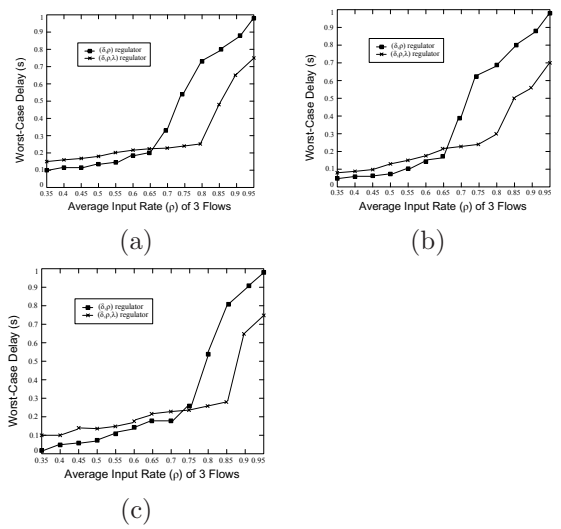 1
0.9
0.8
0.7
0.6
0.5
0.4
0.3
0.2
0.1
0
Worst-Case Delay (s)
(δ,ρ) regulator
(δ,ρ,λ) regulator
0.35 0.4 0.45 0.5 0.55 0.6 0.65 0.7 0.75 0.8 0.85 0.9 0.95
Average Input Rate (ρ) of 3 Flows
(a)
1
0.9
0.8
0.7
0.6
0.5
0.4
0.3
0.2
0.1
0
Worst-Case Delay (s)
(δ,ρ) regulator
(δ,ρ,λ) regulator
0.35 0.4 0.45 0.5 0.55 0.6 0.65 0.7 0.75 0.8 0.85 0.9 0.95
Average Input Rate (ρ) of 3 Flows
(b)
1
0.9
0.8
0.7
0.6
0.5
0.4
0.3
0.2
0.1
0
Worst-Case Delay (s)
(δ,ρ) regulator
(δ,ρ,λ) regulator
0.35 0.4 0.45 0.5 0.55 0.6 0.65 0.7 0.75 0.8 0.85 0.9 0.95
Average Input Rate (ρ) of 3 Flows
(c)